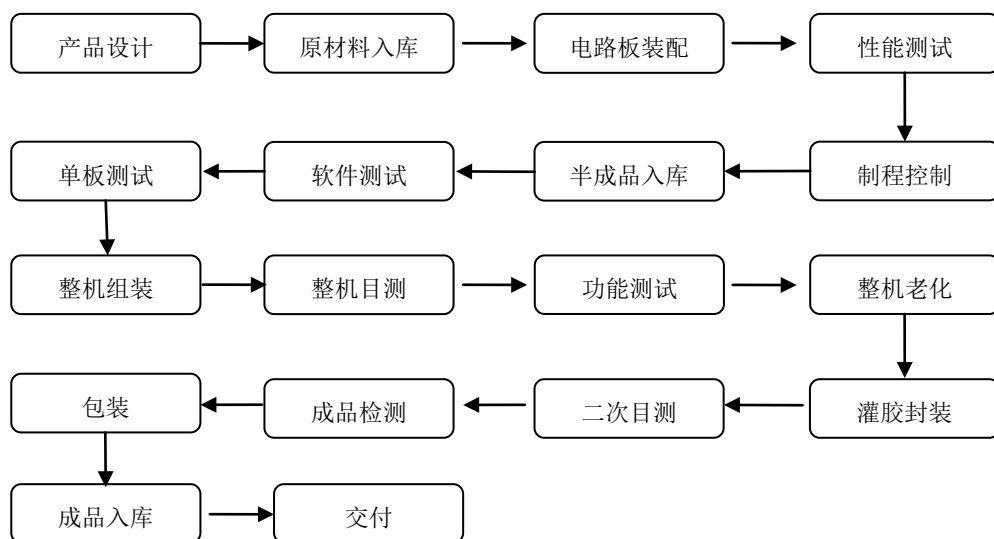 产品设计
原材料入库
电路板装配
性能测试
单板测试
软件测试
半成品入库
制程控制
整机组装
整机目测
功能测试
整机老化
包装
成品检测
二次目测
灌胶封装
成品入库
交付